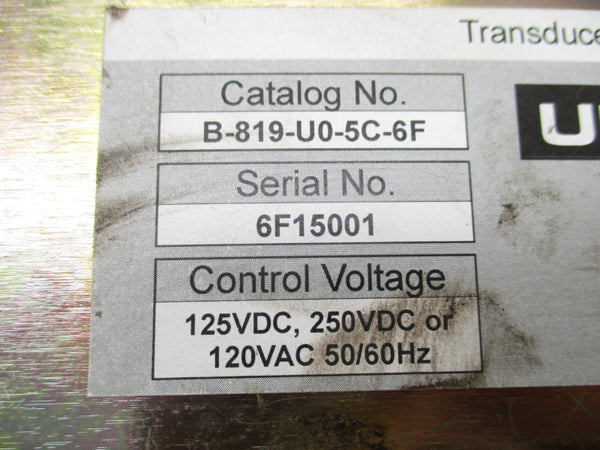 Transduce
Catalog No.
B-819-U0-5C-6F
Serial No.
6F15001
Control Voltage
125VDC, 250VDC or
120VAC 50/60Hz